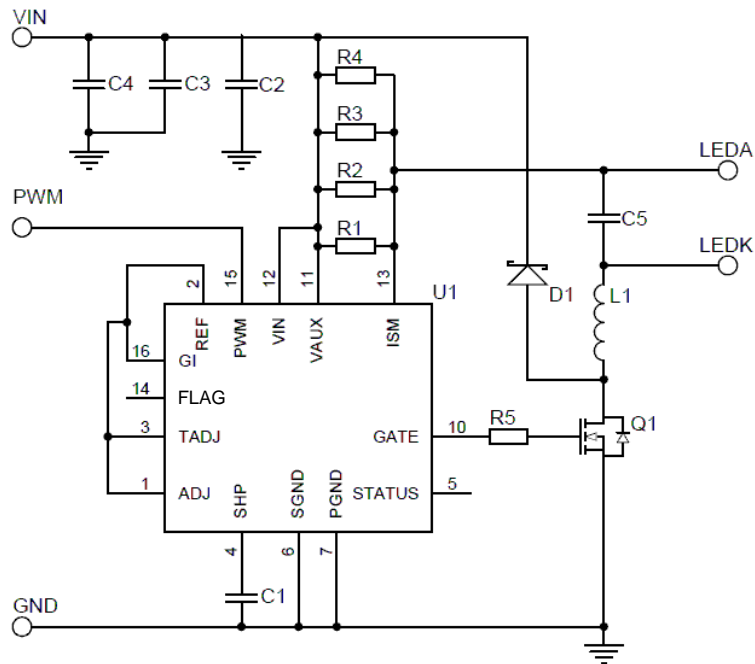 VIN
R4
C4
C3
C2
R3
LEDA
R2
PWM
C5
R1
LEDK
2
15
12
11
13
U1
D1
L1
REF
PWM
VIN
VAUX
ISM
16
GI
14
FLAG
R5
Q1
3
TADJ
GATE
10
1
ADJ
SHP
SGND
PGND
STATUS
5
4
6
7
C1
GND